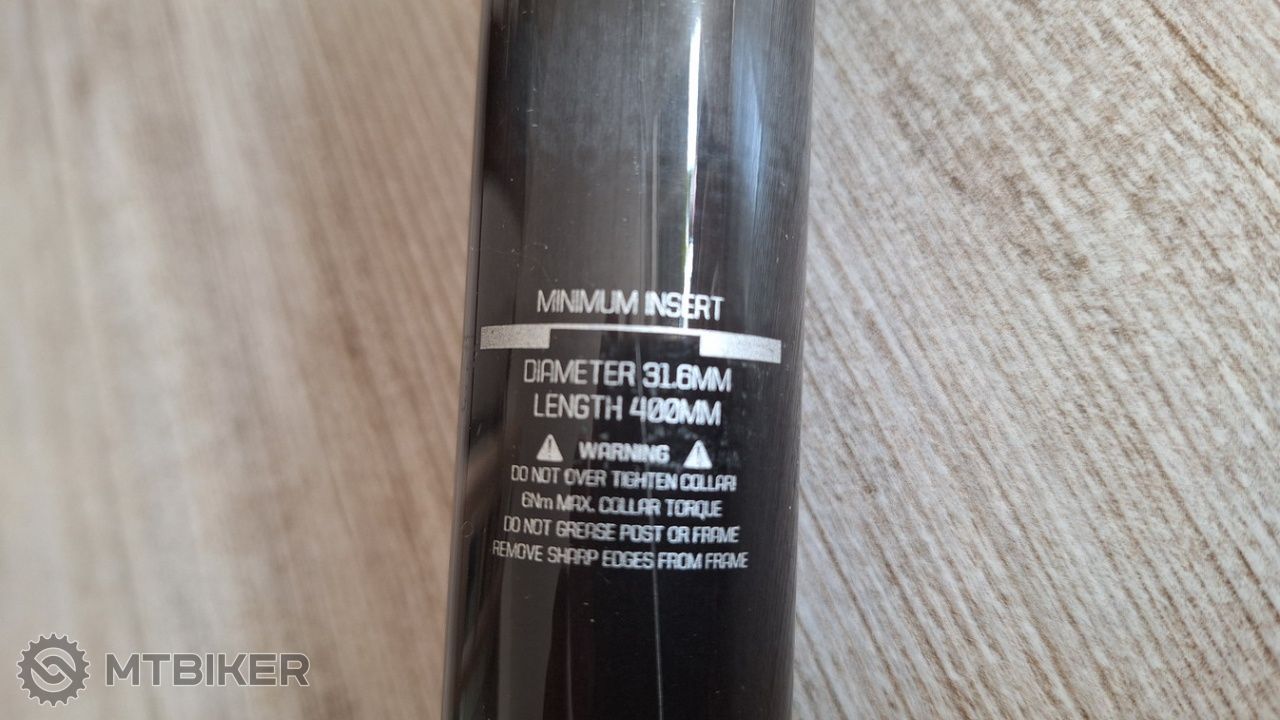 MINIMUM INSERT
DIAMETER 31.6MM
LENGTH 400MM
WARNING
DO NOT OVER TIGHTEN COLLAR!
6Nm MAX. COLLAR TORQUE
DO NOT GREASE POST OR FRAME
REMOVE SHARP EDGES FROM FRAME
MTBIKER